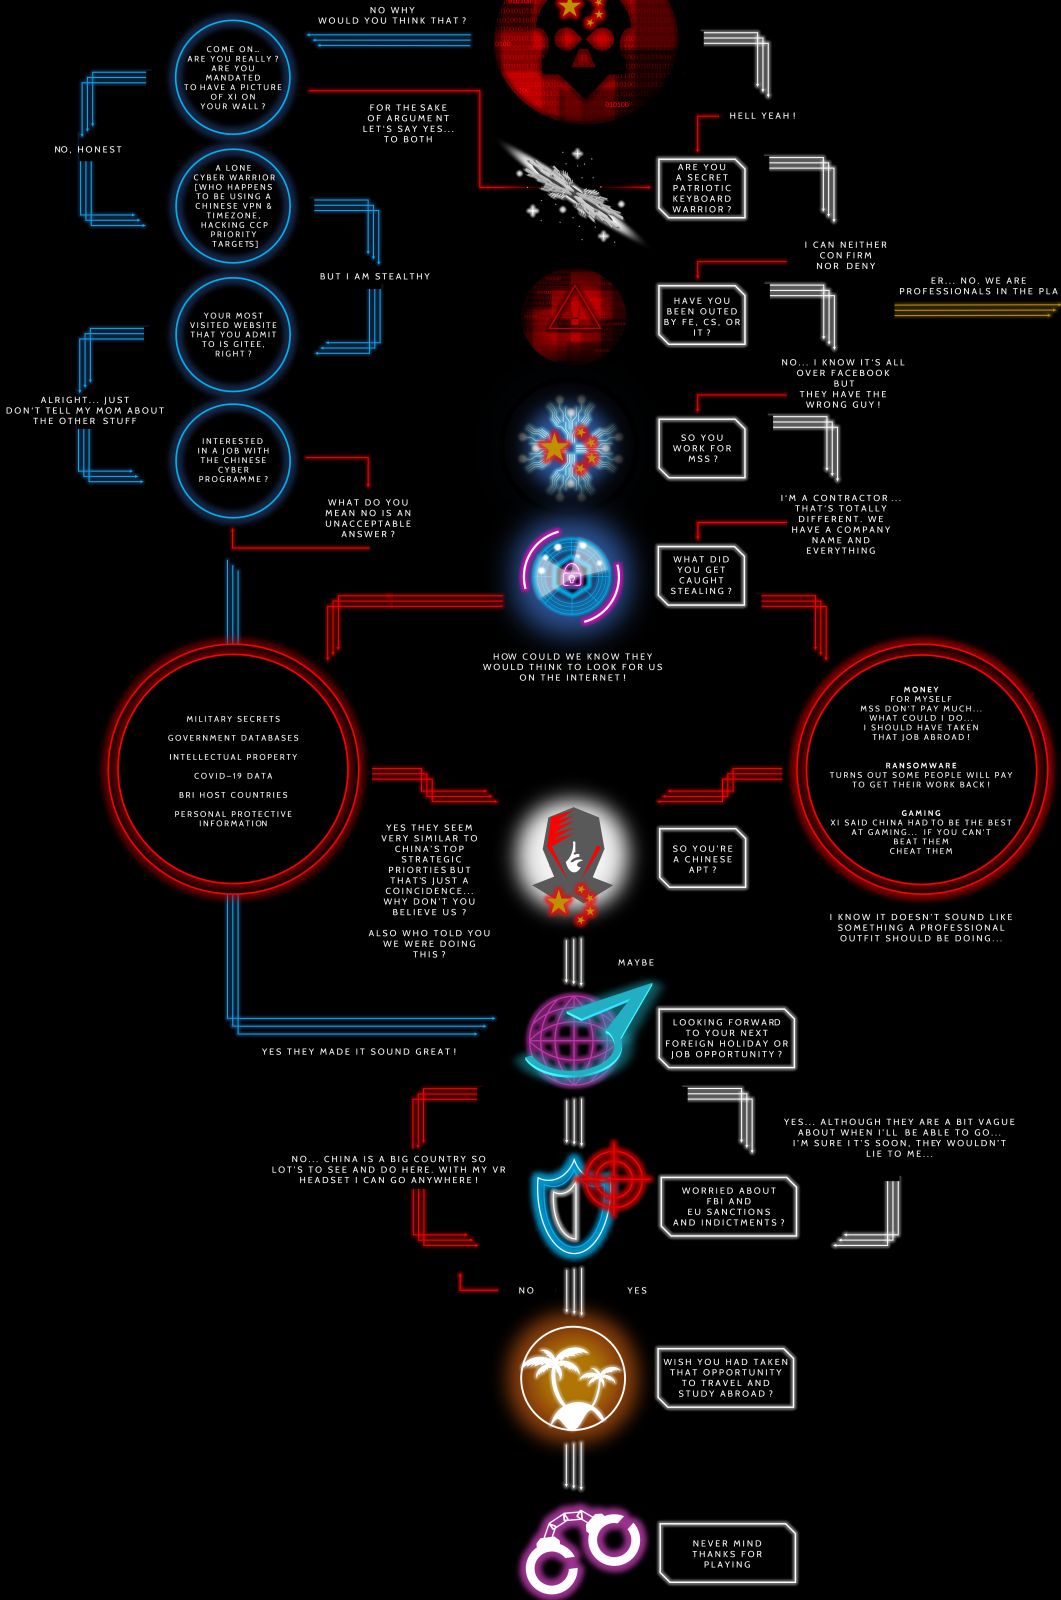 NO WHY
WOULD YOU THINK THAT?
COME ON...
ARE YOU REALLY?
ARE YOU
MANDATED
TO HAVE A PICTURE
OF XI ON
YOUR WALL?
FOR THE SAKE
OF ARGUMENT
LET'S SAY YES...
TO BOTH
HELL YEAH!
NO, HONEST
A LONE
CYBER WARRIOR
[WHO HAPPENS
TO BE USING A
CHINESE VPN &
TIMEZONE,
HACKING CCP
PRIORITY
TARGETS]
ARE YOU
A SECRET
PATRIOTIC
KEYBOARD
WARRIOR?
BUT I AM STEALTHY
I CAN NEITHER
CONFIRM
NOR DENY
ER... NO. WE ARE
PROFESSIONALS IN THE PLA
YOUR MOST
VISITED WEBSITE
THAT YOU ADMIT
TO IS GITEE,
RIGHT?
HAVE YOU
BEEN OUTED
BY FE, CS, OR
IT?
NO... I KNOW IT'S ALL
OVER FACEBOOK
BUT
THEY HAVE THE
WRONG GUY!
ALRIGHT... JUST
DON'T TELL MY MOM ABOUT
THE OTHER STUFF
INTERESTED
IN A JOB WITH
THE CHINESE
CYBER
PROGRAMME?
SO YOU
WORK FOR
MSS?
WHAT DO YOU
MEAN NO IS AN
UNACCEPTABLE
ANSWER?
I'M A CONTRACTOR...
THAT'S TOTALLY
DIFFERENT. WE
HAVE A COMPANY
NAME AND
EVERYTHING
WHAT DID
YOU GET
CAUGHT
STEALING?
HOW COULD WE KNOW THEY
WOULD THINK TO LOOK FOR US
ON THE INTERNET!
MILITARY SECRETS
GOVERNMENT DATABASES
INTELLECTUAL PROPERTY
COVID-19 DATA
BRI HOST COUNTRIES
PERSONAL PROTECTIVE
INFORMATION
MONEY
FOR MYSELF
MSS DON'T PAY MUCH...
WHAT COULD I DO...
I SHOULD HAVE TAKEN
THAT JOB ABROAD!
RANSOMWARE
TURNS OUT SOME PEOPLE WILL PAY
TO GET THEIR WORK BACK!
GAMING
XI SAID CHINA HAD TO BE THE BEST
AT GAMING... IF YOU CAN'T
BEAT THEM
CHEAT THEM
YES THEY SEEM
VERY SIMILAR TO
CHINA'S TOP
STRATEGIC
PRIORTIES BUT
THAT'S JUST A
COINCIDENCE...
WHY DON'T YOU
BELIEVE US?
ALSO WHO TOLD YOU
WE WERE DOING
THIS?
SO YOU'RE
A CHINESE
APT?
I KNOW IT DOESN'T SOUND LIKE
SOMETHING A PROFESSIONAL
OUTFIT SHOULD BE DOING...
MAYBE
LOOKING FORWARD
TO YOUR NEXT
FOREIGN HOLIDAY OR
JOB OPPORTUNITY?
YES THEY MADE IT SOUND GREAT!
YES... ALTHOUGH THEY ARE A BIT VAGUE
ABOUT WHEN I'LL BE ABLE TO GO...
I'M SURE IT'S SOON, THEY WOULDN'T
LIE TO ME...
NO... CHINA IS A BIG COUNTRY SO
LOT'S TO SEE AND DO HERE. WITH MY VR
HEADSET I CAN GO ANYWHERE!
WORRIED ABOUT
FBI AND
EU SANCTIONS
AND INDICTMENTS?
NO
YES
WISH YOU HAD TAKEN
THAT OPPORTUNITY
TO TRAVEL AND
STUDY ABROAD?
NEVER MIND
THANKS FOR
PLAYING